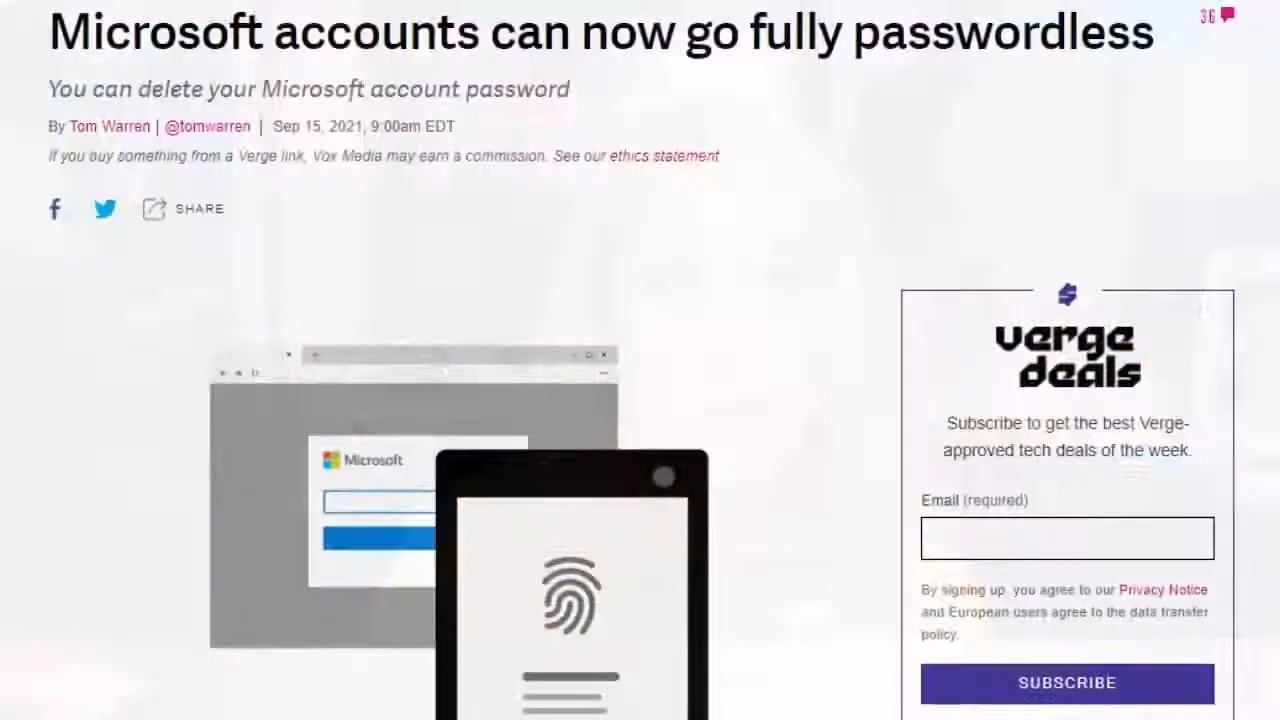 Microsoft accounts can now go fully passwordless
36
You can delete your Microsoft account password
By Tom Warren | @tomwarren | Sep 15, 2021, 9:00am EDT
If you buy something from a Verge link, Vox Media may earn a commission. See our ethics statement
SHARE
verge
deals
Subscribe to get the best Verge-
approved tech deals of the week.
Microsoft
Email (required)
By signing up, you agree to our Privacy Notice
and European users agree to the data transfer
policy.
SUBSCRIBE